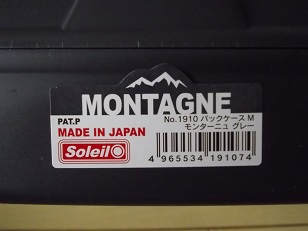 MONTAGNE
PAT.P
MADE IN JAPAN
Soleil
No.1910 バックケース M
モンターニュ グレー
4 965534 191074